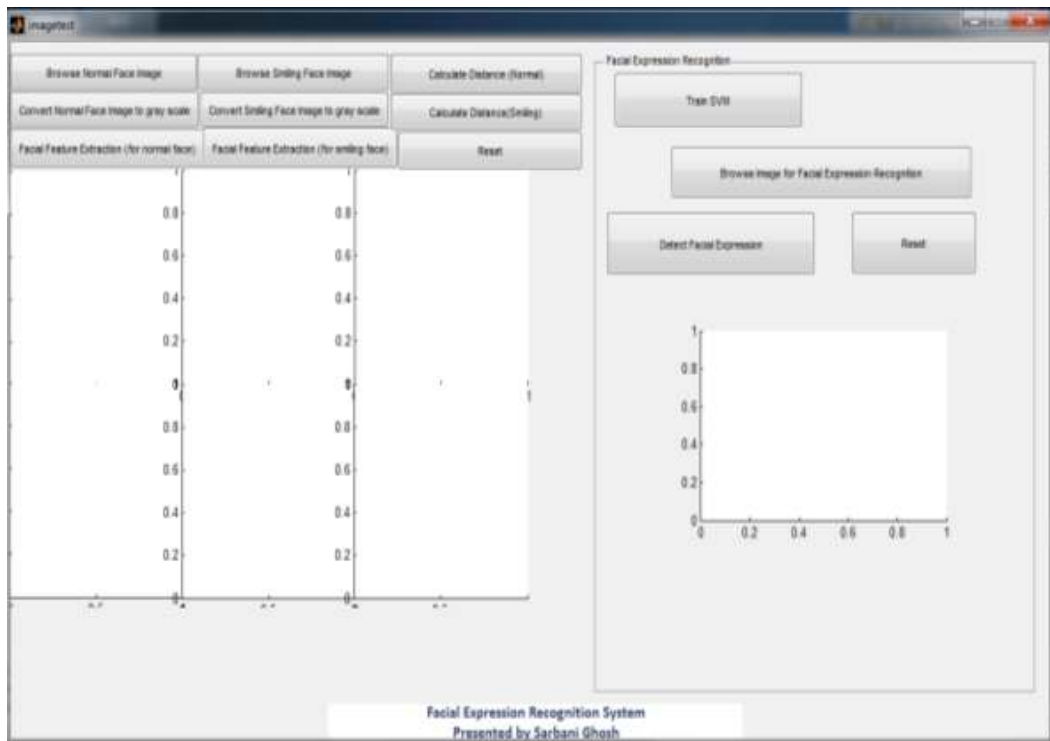 imagetest
Browse Normal Face Image
Browse Smiling Face Image
Calculate Distance (Normal)
Convert Normal Face Image to gray scale
Convert Smiling Face Image to gray scale
Calculate Distance(Smiling)
Facial Feature Extraction (for normal face)
Facial Feature Extraction (for smiling face)
Reset
0.8
0.6
0.4
0.2
0.8
0.6
0.4
0.2
0.8
0.6
0.4
0.2
0.8
0.6
0.4
0.2
Facial Expression Recognition
Train SVM
Browse Image for Facial Expression Recognition
Detect Facial Expression
Reset
1
0.8
0.6
0.4
0.2
0
0 0.2 0.4 0.6 0.8 1
Facial Expression Recognition System
Presented by Sarbani Ghosh